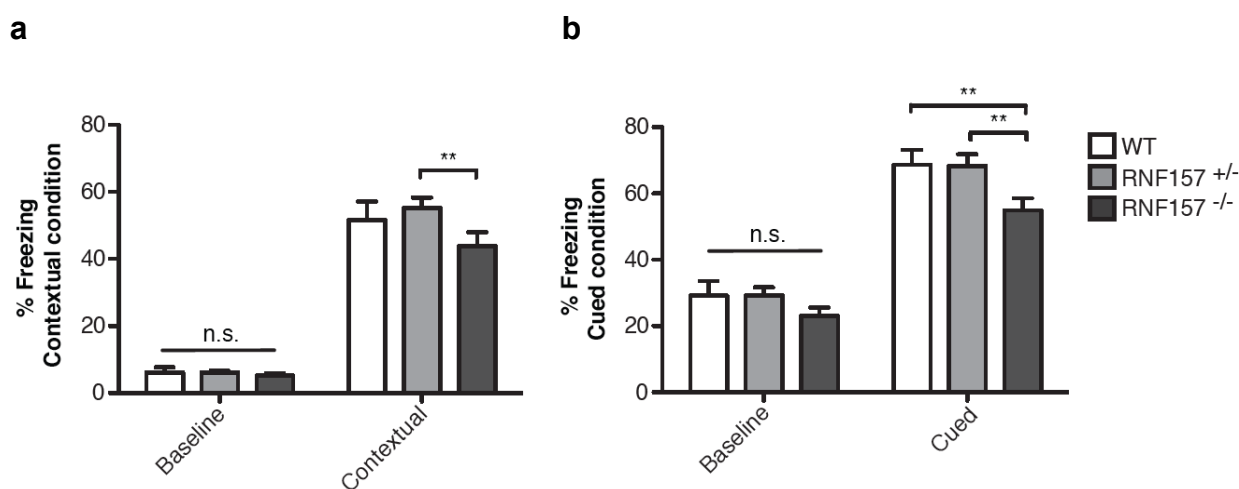 a
% Freezing
Contextual condition
80
60
40
20
0
n.s.
**
Baseline
Contextual
b
% Freezing
Cued condition
80
60
40
20
0
n.s.
**
**
Baseline
Cued
WT
RNF157 +/-
RNF157 -/-